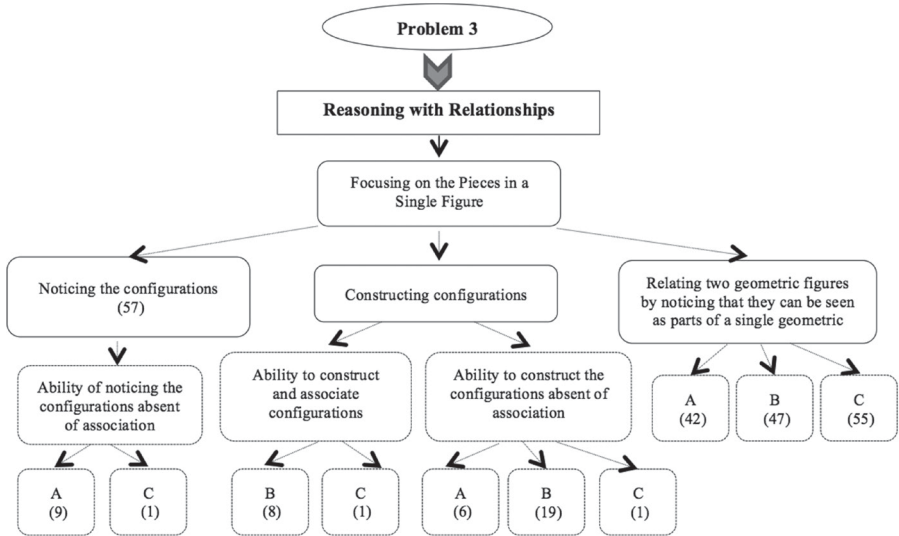 Problem 3
Reasoning with Relationships
Focusing on the Pieces in a
Single Figure
Noticing the configurations
(57)
Constructing configurations
Relating two geometric figures
by noticing that they can be seen
as parts of a single geometric
Ability of noticing the
configurations absent
of association
Ability to construct
and associate
configurations
Ability to construct the
configurations absent of
association
A
(42)
B
(47)
C
(55)
A
(9)
C
(1)
B
(8)
C
(1)
A
(6)
B
(19)
C
(1)